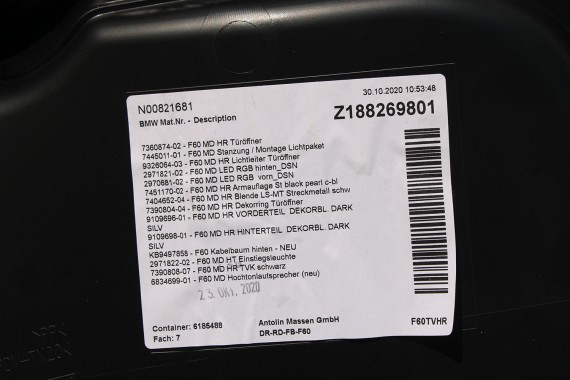 N00821681
30.10.2020 10:53:48
BMW Mat.Nr. - Description
Z188269801
7360874-02 - F60 MD HR Türöffner
7445011-01 - F60 MD Stanzung / Montage Lichtpaket
9326064-03 - F60 MD HR Lichtleiter Türöffner
2971821-02 - F60 MD LED RGB hinten_DSN
2970681-02 - F60 MD LED RGB vorn_DSN
7451170-02 - F60 MD HR Armauflage St black pearl c-bl
7404652-04 - F60 MD HR Blende LS-MT Streckmetall schw
7390804-04 - F60 MD HR Dekorring Türöffner
9109696-01 - F60 MD HR VORDERTEIL DEKORBL. DARK
SILV
9109698-01 - F60 MD HR HINTERTEIL DEKORBL. DARK
SILV
KB9497858 - F60 Kabelbaum hinten - NEU
2971822-02 - F60 MD HT Einstiegsleuchte
7390808-07 - F60 MD HR TVK schwarz
6834699-01 - F60 MD Hochtonlautsprecher (neu)
23. OKT. 2020
Container: 6185488
Antolin Massen GmbH
F60TVHR
Fach: 7
DR-RD-FB-F60